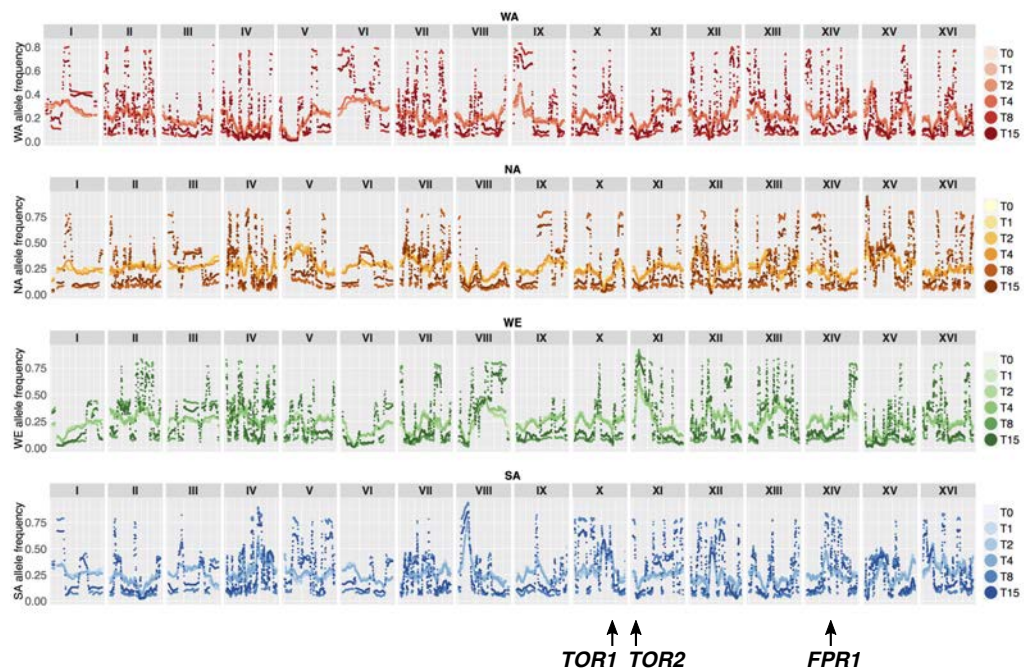 WA
I II III IV V VI VII VIII IX X XI XII XIII XIV XV XVI
WA allele frequency
0.8
0.6
0.4
0.2
0.0
T0
T1
T2
T4
T8
T15
NA
I II III IV V VI VII VIII IX X XI XII XIII XIV XV XVI
NA allele frequency
0.75
0.50
0.25
0.00
T0
T1
T2
T4
T8
T15
WE
I II III IV V VI VII VIII IX X XI XII XIII XIV XV XVI
WE allele frequency
0.75
0.50
0.25
0.00
T0
T1
T2
T4
T8
T15
SA
I II III IV V VI VII VIII IX X XI XII XIII XIV XV XVI
SA allele frequency
0.75
0.50
0.25
0.00
T0
T1
T2
T4
T8
T15
TOR1 TOR2 FPR1